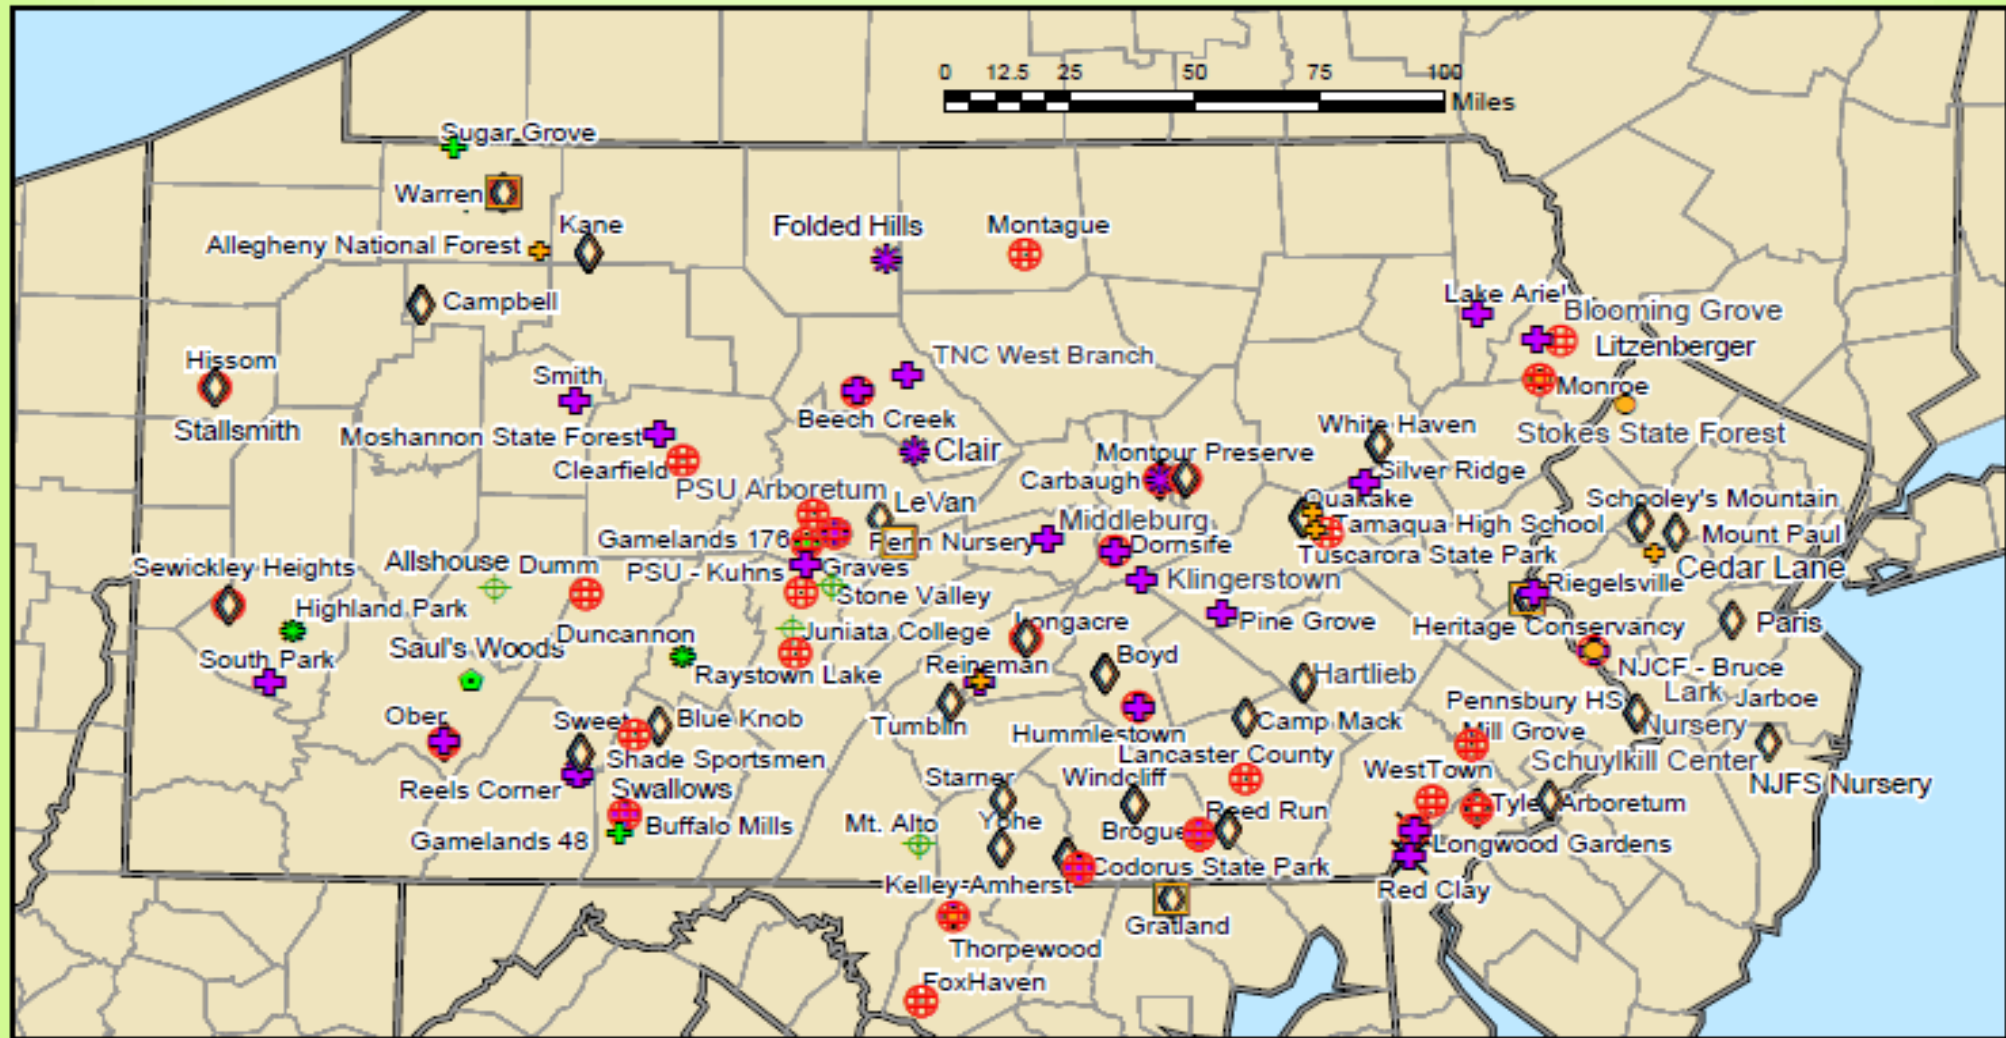 0 12.5 25 50 75 100
Miles
Sugar Grove
Warren
Kane
Allegheny National Forest
Folded Hills
Montague
Campbell
Lake Ariel
Blooming Grove
Litzenberger
Hissom
TNC West Branch
Smith
Monroe
Stallsmith
Beech Creek
Moshannon State Forest
White Haven
Stokes State Forest
Clair
Montour Preserve
Clearfield
Carbaugh
Silver Ridge
PSU Arboretum
LeVan
Quakake
Schooley's Mountain
Middleburg
Tamaqua High School
Mount Paul
Gamelands 176
Penn Nursery
Dornsife
Tuscarora State Park
Sewickley Heights
Allshouse
Dumm
PSU - Kuhns
Graves
Klingerstown
Cedar Lane
Riegelsville
Highland Park
Stone Valley
Pine Grove
Heritage Conservancy
Paris
Duncannon
Juniata College
Longacre
Saul's Woods
South Park
Raystown Lake
Reineman
Boyd
Hartlieb
NJCF - Bruce
Lark
Jarboe
Pennsbury HS
Ober
Sweet
Blue Knob
Tumblin
Hummlestown
Camp Mack
Mill Grove
Nursery
Shade Sportsmen
Lancaster County
Schuylkill Center
Reels Corner
Swallows
Starner
Windcliff
WestTown
NJFS Nursery
Reed Run
Tyler Arboretum
Buffalo Mills
Mt. Alto
Yohe
Brogue
Gamelands 48
Longwood Gardens
Codorus State Park
Kelley-Amherst
Red Clay
Gratland
Thorpewood
FoxHaven